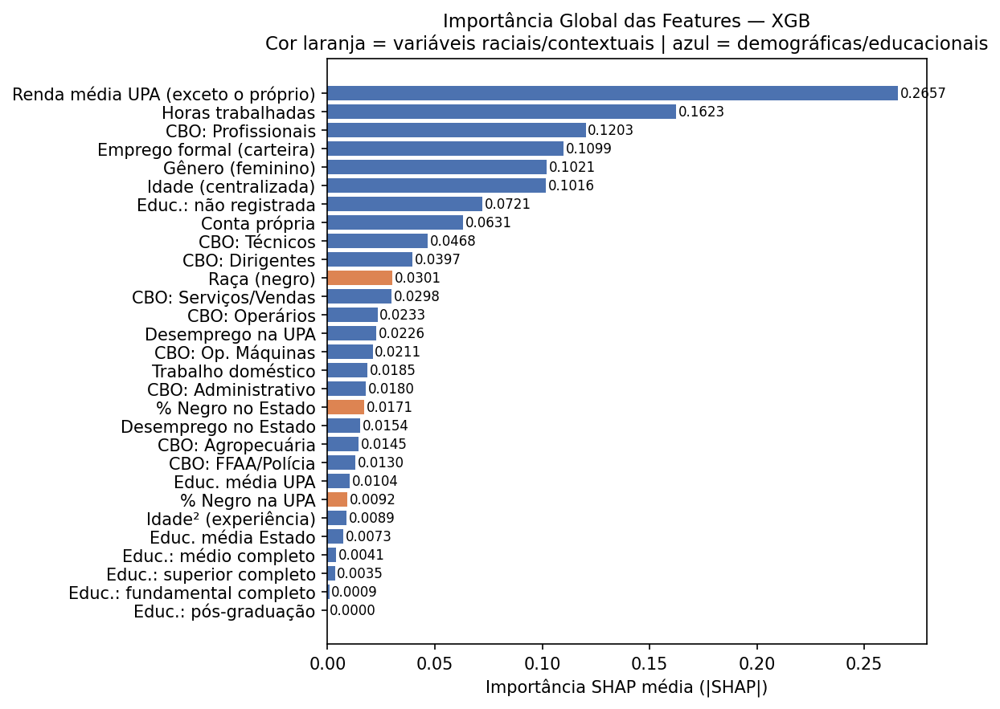 Importância Global das Features — XGB
Cor laranja = variáveis raciais/contextuais | azul = demográficas/educacionais
Renda média UPA (exceto o próprio) 0.2657
Horas trabalhadas 0.1623
CBO: Profissionais 0.1203
Emprego formal (carteira) 0.1099
Gênero (feminino) 0.1021
Idade (centralizada) 0.1016
Educ.: não registrada 0.0721
Conta própria 0.0631
CBO: Técnicos 0.0468
CBO: Dirigentes 0.0397
Raça (negro) 0.0301
CBO: Serviços/Vendas 0.0298
CBO: Operários 0.0233
Desemprego na UPA 0.0226
CBO: Op. Máquinas 0.0211
Trabalho doméstico 0.0185
CBO: Administrativo 0.0180
% Negro no Estado 0.0171
Desemprego no Estado 0.0154
CBO: Agropecuária 0.0145
CBO: FFAA/Polícia 0.0130
Educ. média UPA 0.0104
% Negro na UPA 0.0092
Idade² (experiência) 0.0089
Educ. média Estado 0.0073
Educ.: médio completo 0.0041
Educ.: superior completo 0.0035
Educ.: fundamental completo 0.0009
Educ.: pós-graduação 0.0000
0.00 0.05 0.10 0.15 0.20 0.25
Importância SHAP média (|SHAP|)